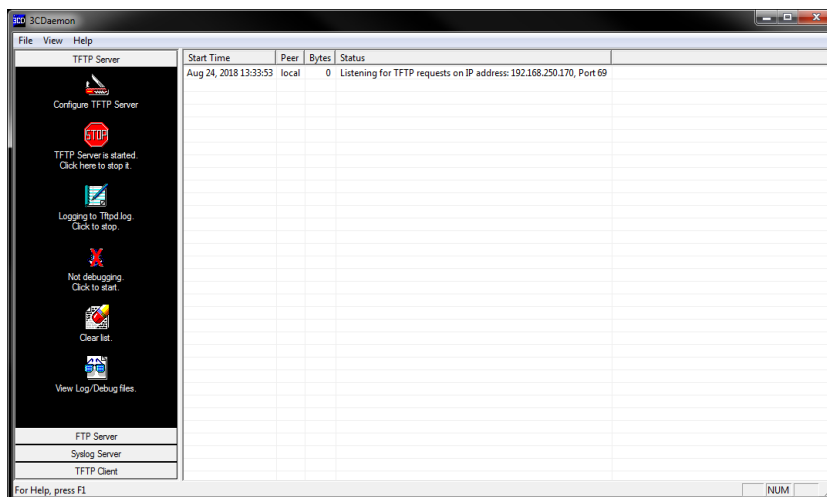 3CD 3CDaemon
File View Help
TFTP Server
Configure TFTP Server
STOP
TFTP Server is started.
Click here to stop it.
Logging to Tftpd.log.
Click to stop.
Not debugging.
Click to start.
Clear list.
View Log/Debug files.
FTP Server
Syslog Server
TFTP Client
Start Time Peer Bytes Status
Aug 24, 2018 13:33:53 local 0 Listening for TFTP requests on IP address: 192.168.250.170, Port 69
For Help, press F1
NUM